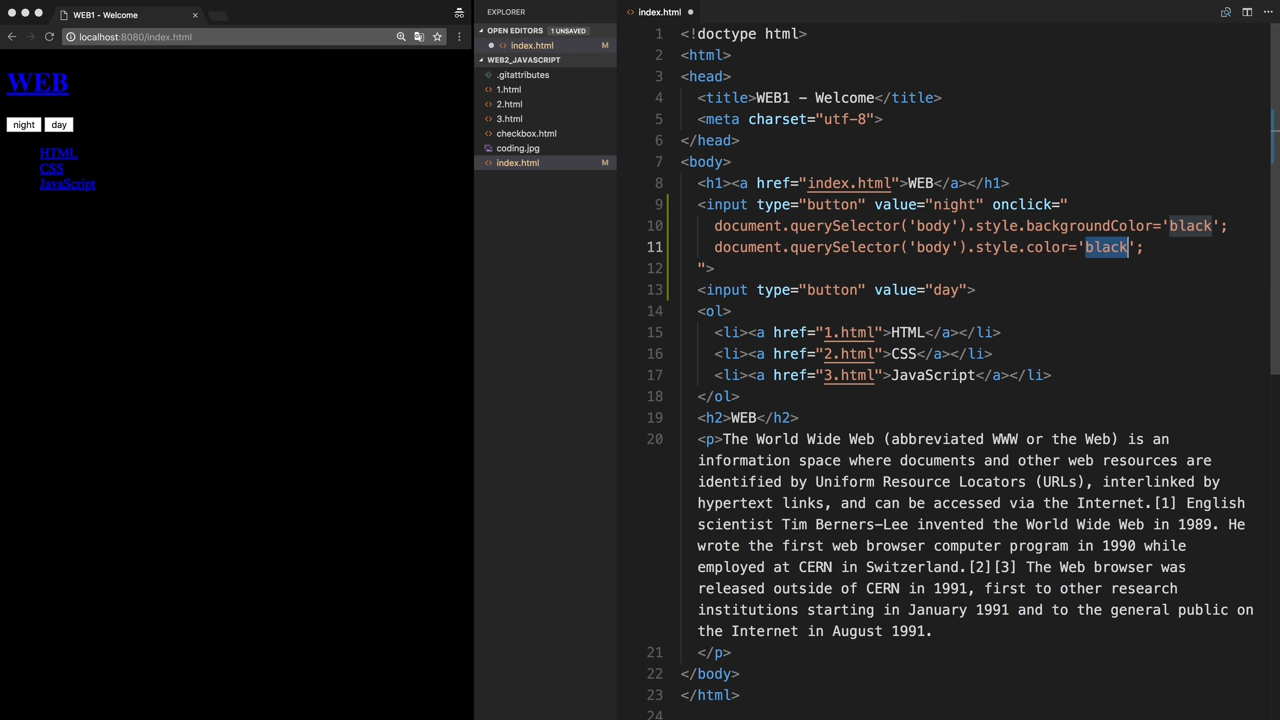 WEB1 - Welcome
localhost:8080/index.html
WEB
night day
HTML
CSS
JavaScript
EXPLORER
OPEN EDITORS 1 UNSAVED
index.html M
WEB2_JAVASCRIPT
.gitattributes
1.html
2.html
3.html
checkbox.html
coding.jpg
index.html M
index.html
1 <!doctype html>
2 <html>
3 <head>
4 <title>WEB1 - Welcome</title>
5 <meta charset="utf-8">
6 </head>
7 <body>
8 <h1><a href="index.html">WEB</a></h1>
9 <input type="button" value="night" onclick="
10 document.querySelector('body').style.backgroundColor='black';
11 document.querySelector('body').style.color='black';
12 ">
13 <input type="button" value="day">
14 <ol>
15 <li><a href="1.html">HTML</a></li>
16 <li><a href="2.html">CSS</a></li>
17 <li><a href="3.html">JavaScript</a></li>
18 </ol>
19 <h2>WEB</h2>
20 <p>The World Wide Web (abbreviated WWW or the Web) is an
information space where documents and other web resources are
identified by Uniform Resource Locators (URLs), interlinked by
hypertext links, and can be accessed via the Internet.[1] English
scientist Tim Berners-Lee invented the World Wide Web in 1989. He
wrote the first web browser computer program in 1990 while
employed at CERN in Switzerland.[2][3] The Web browser was
released outside of CERN in 1991, first to other research
institutions starting in January 1991 and to the general public on
the Internet in August 1991.
21 </p>
22 </body>
23 </html>
24